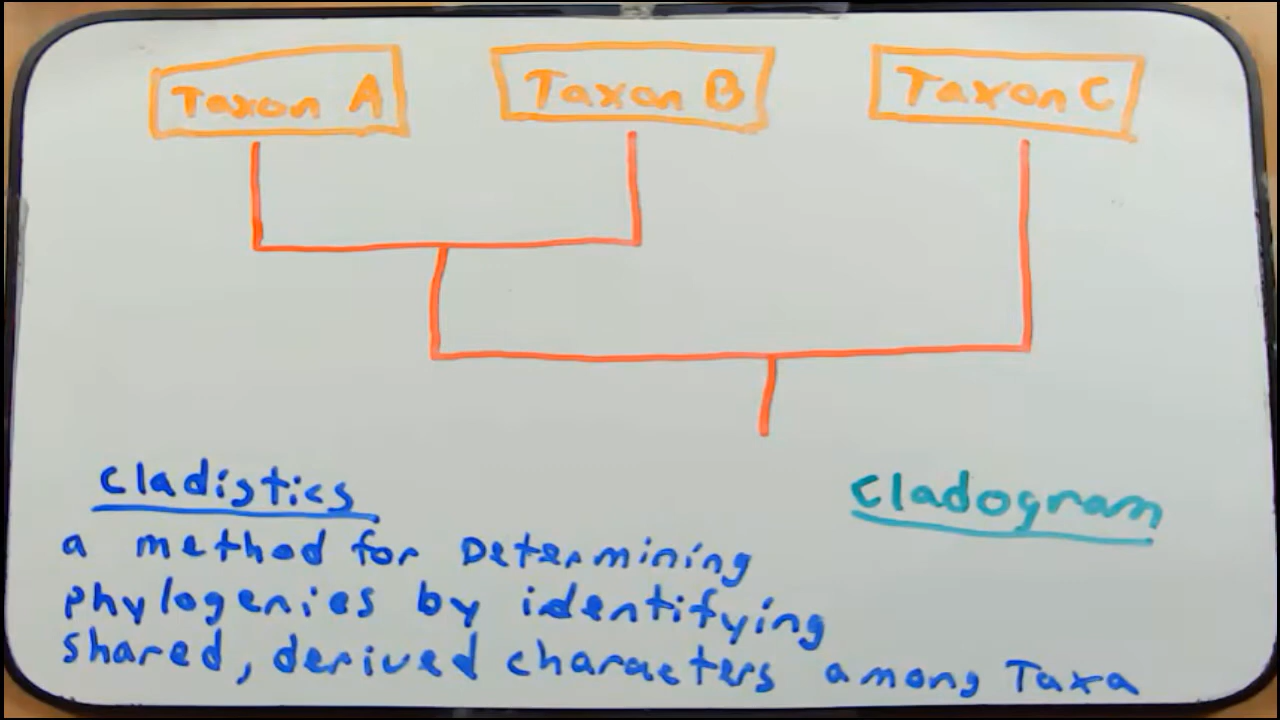 Taxon A Taxon B Taxon C
Cladistics
Cladogram
a method for Determining
phylogenies by identifying
shared, derived characters among Taxa